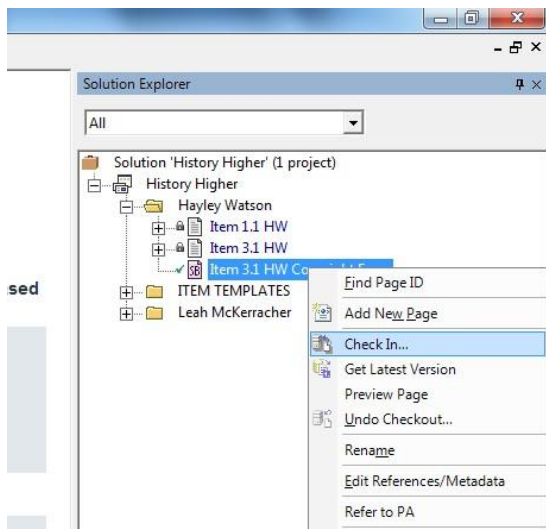 Solution Explorer
All
Solution 'History Higher' (1 project)
History Higher
Hayley Watson
Item 1.1 HW
Item 3.1 HW
SB Item 3.1 HW
ITEM TEMPLATES
Leah McKerracher
sed
Find Page ID
Add New Page
Check In...
Get Latest Version
Preview Page
Undo Checkout...
Rename
Edit References/Metadata
Refer to PA